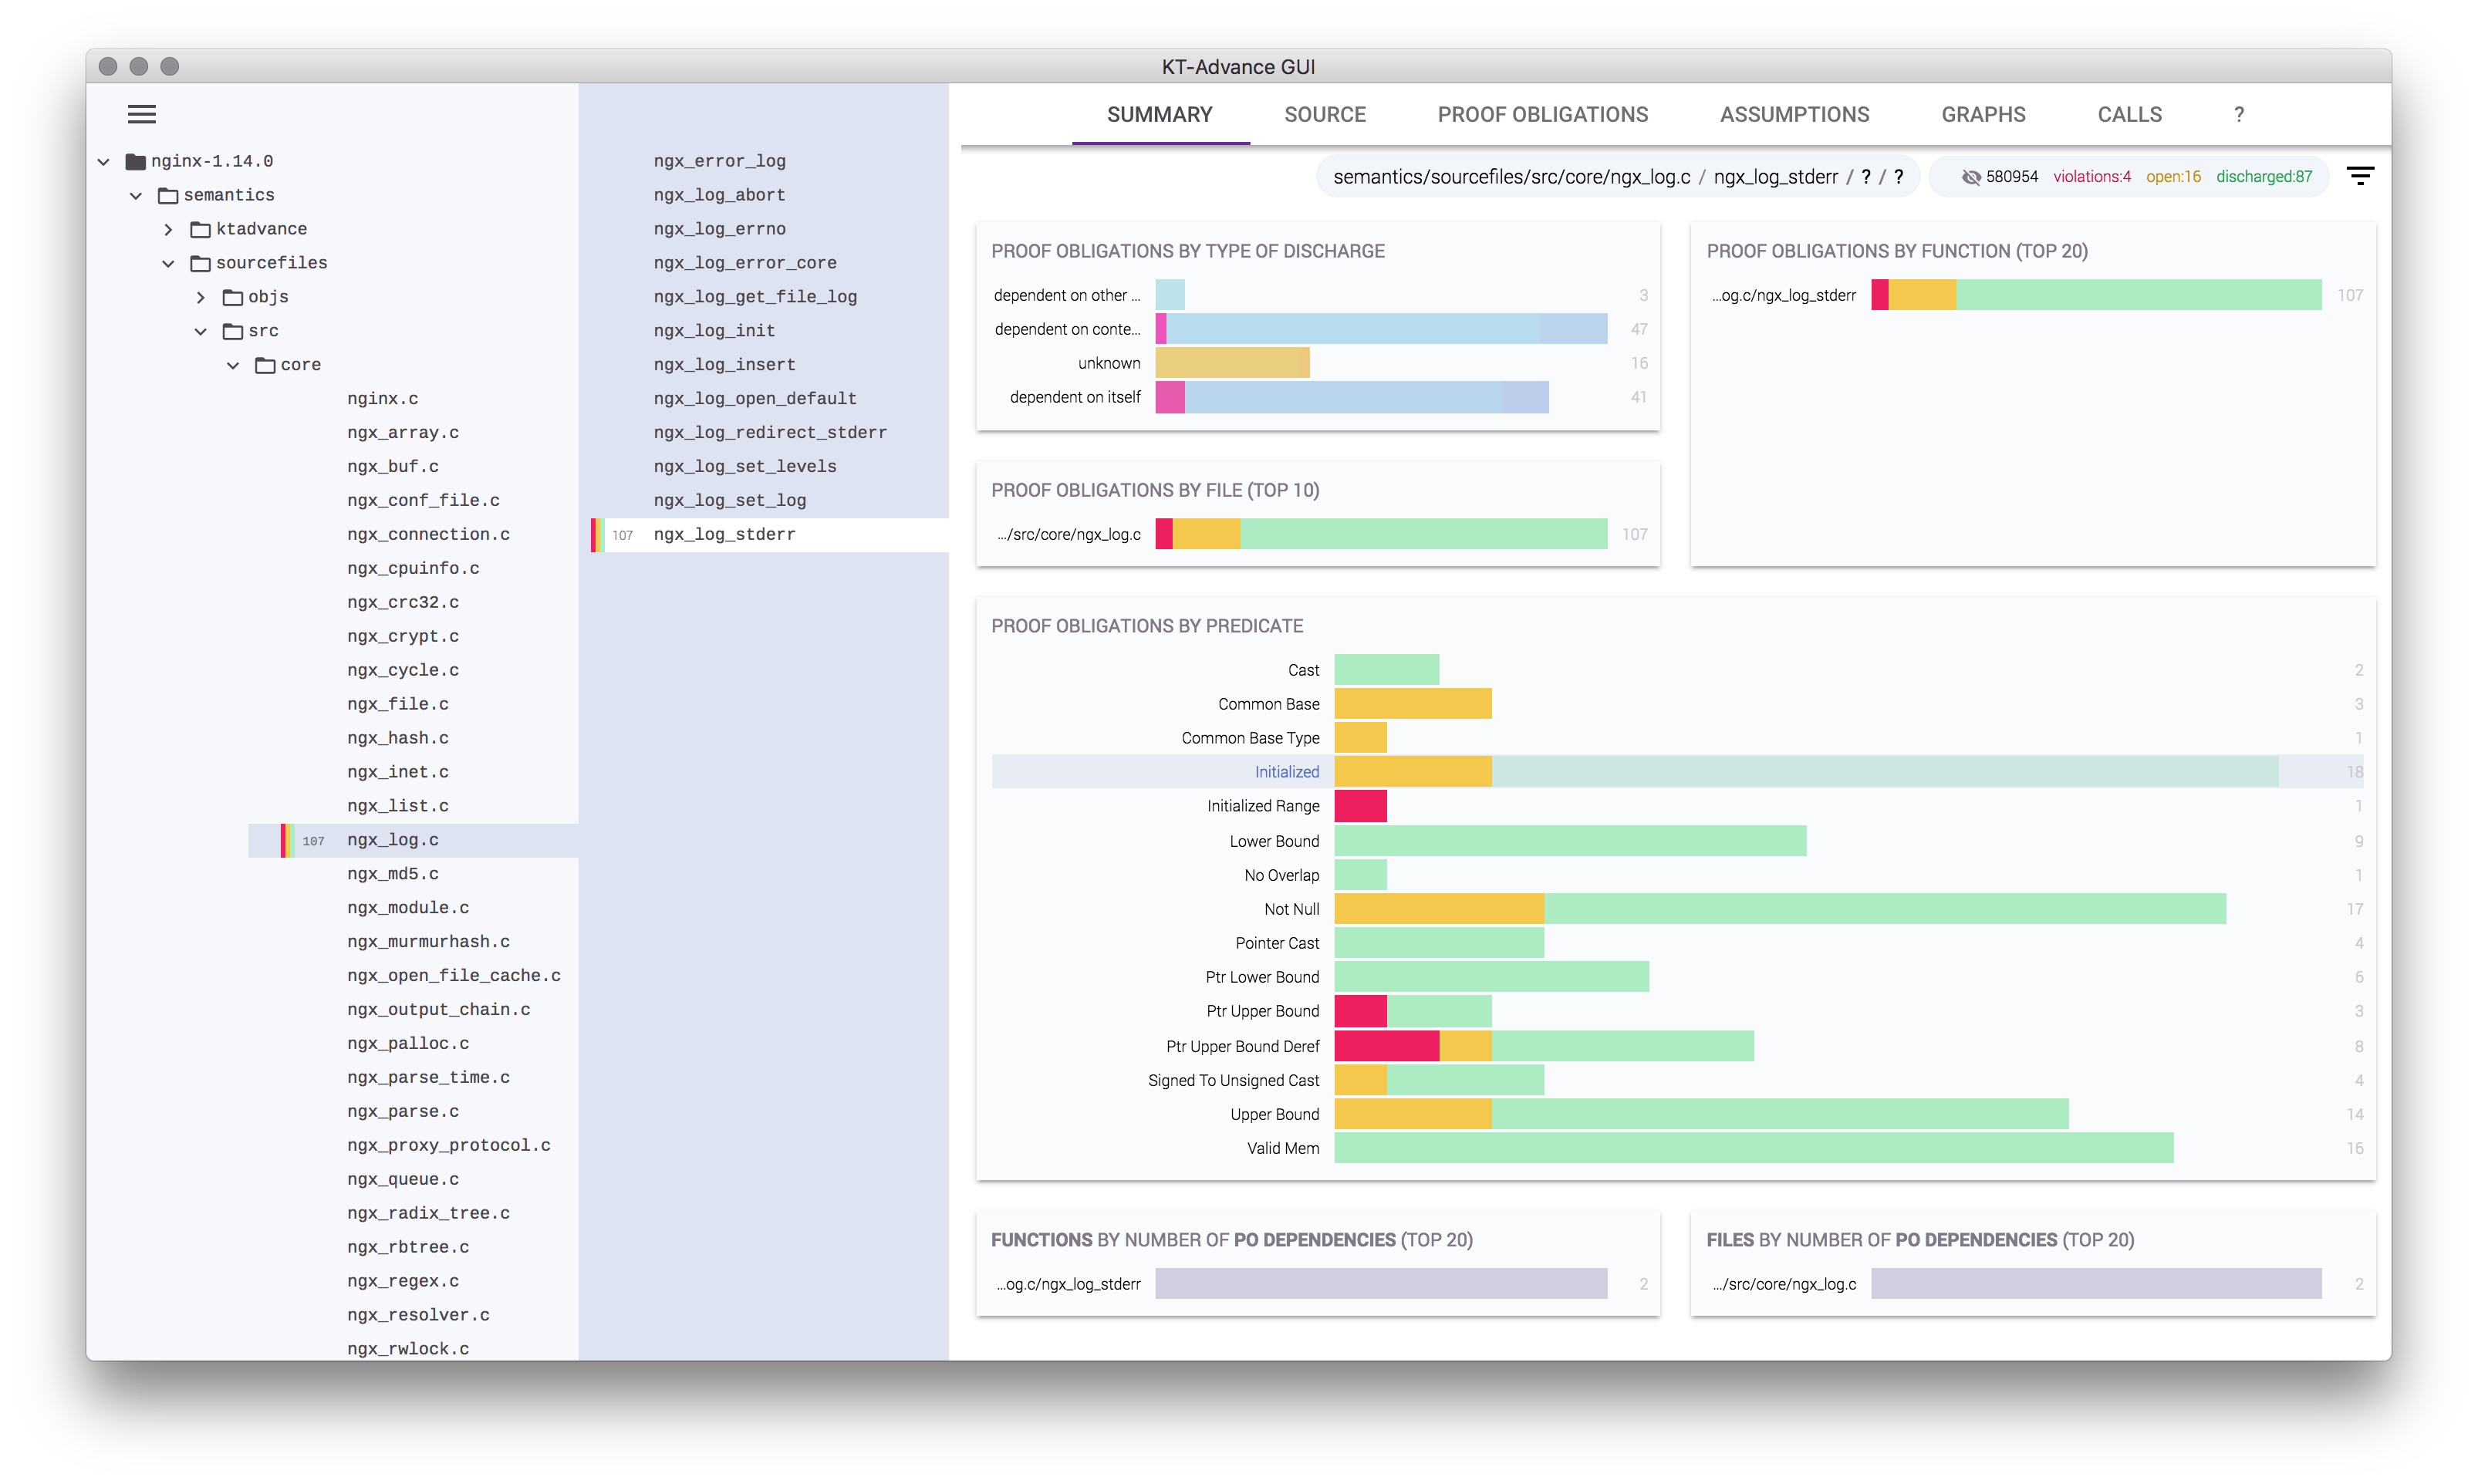 KT-Advance GUI
nginx-1.14.0
semantics
ktadvance
sourcefiles
objs
src
core
nginx.c
ngx_array.c
ngx_buf.c
ngx_conf_file.c
ngx_connection.c
ngx_cpuinfo.c
ngx_crc32.c
ngx_crypt.c
ngx_cycle.c
ngx_file.c
ngx_hash.c
ngx_inet.c
ngx_list.c
107 ngx_log.c
ngx_md5.c
ngx_module.c
ngx_murmurhash.c
ngx_open_file_cache.c
ngx_output_chain.c
ngx_palloc.c
ngx_parse_time.c
ngx_parse.c
ngx_proxy_protocol.c
ngx_queue.c
ngx_radix_tree.c
ngx_rbtree.c
ngx_regex.c
ngx_resolver.c
ngx_rwlock.c
ngx_error_log
ngx_log_abort
ngx_log_errno
ngx_log_error_core
ngx_log_get_file_log
ngx_log_init
ngx_log_insert
ngx_log_open_default
ngx_log_redirect_stderr
ngx_log_set_levels
ngx_log_set_log
107 ngx_log_stderr
SUMMARY SOURCE PROOF OBLIGATIONS ASSUMPTIONS GRAPHS CALLS ?
semantics/sourcefiles/src/core/ngx_log.c / ngx_log_stderr / ? / ? 580954 violations:4 open:16 discharged:87
PROOF OBLIGATIONS BY TYPE OF DISCHARGE
dependent on other ... 3
dependent on conte... 47
unknown 16
dependent on itself 41
PROOF OBLIGATIONS BY FUNCTION (TOP 20)
...og.c/ngx_log_stderr 107
PROOF OBLIGATIONS BY FILE (TOP 10)
.../src/core/ngx_log.c 107
PROOF OBLIGATIONS BY PREDICATE
Cast 2
Common Base 3
Common Base Type 1
Initialized 18
Initialized Range 1
Lower Bound 9
No Overlap 1
Not Null 17
Pointer Cast 4
Ptr Lower Bound 6
Ptr Upper Bound 3
Ptr Upper Bound Deref 8
Signed To Unsigned Cast 4
Upper Bound 14
Valid Mem 16
FUNCTIONS BY NUMBER OF PO DEPENDENCIES (TOP 20)
...og.c/ngx_log_stderr 2
FILES BY NUMBER OF PO DEPENDENCIES (TOP 20)
.../src/core/ngx_log.c 2